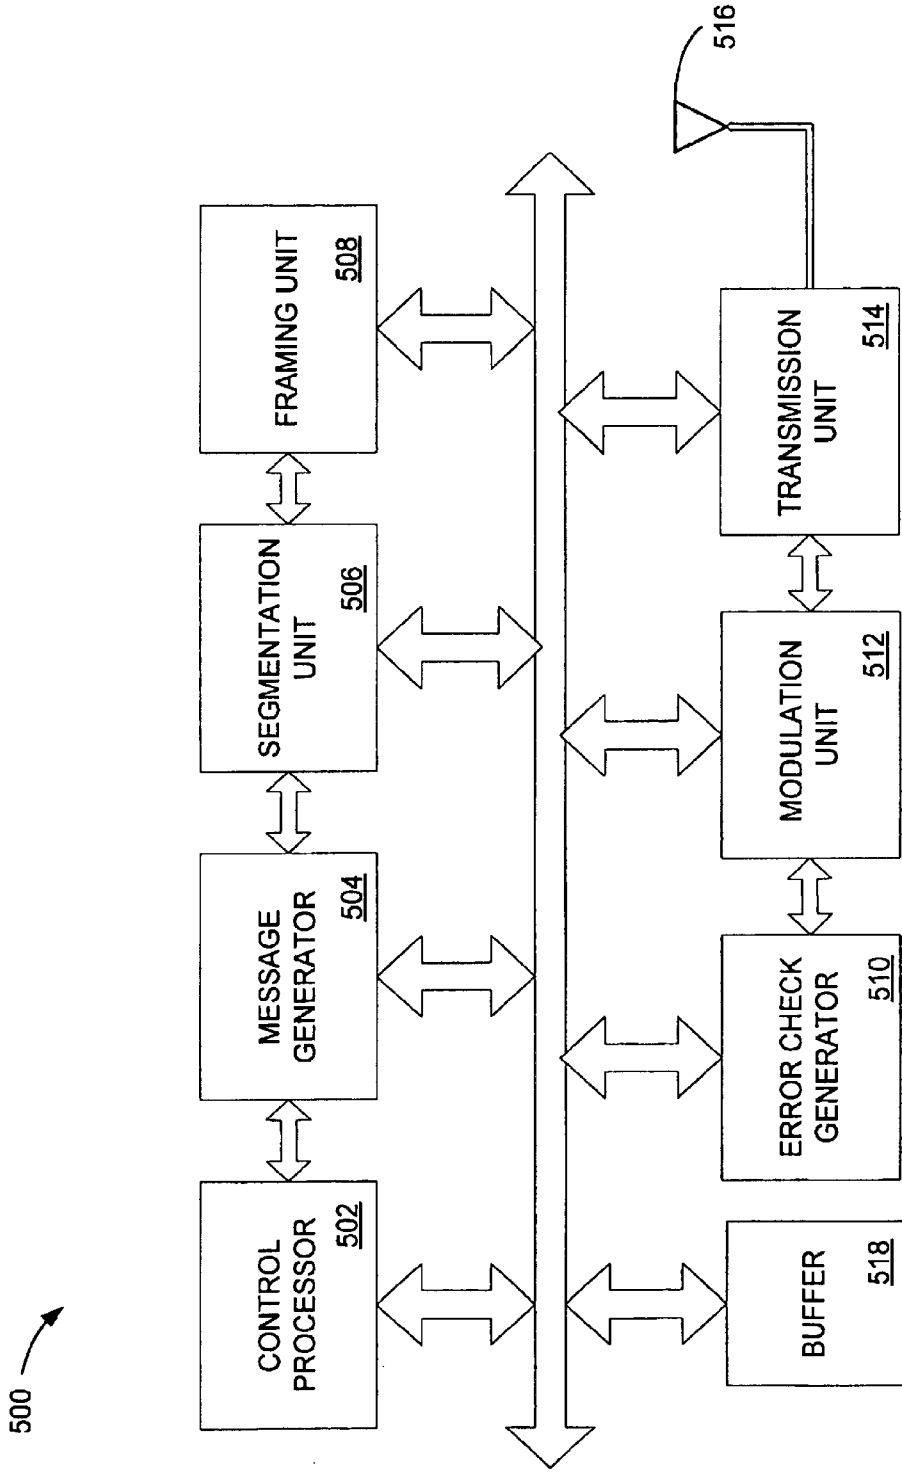 500
CONTROL
PROCESSOR
502
MESSAGE
GENERATOR
504
SEGMENTATION
UNIT
506
FRAMING UNIT
508
BUFFER
518
ERROR CHECK
GENERATOR
510
MODULATION
UNIT
512
TRANSMISSION
UNIT
514
516